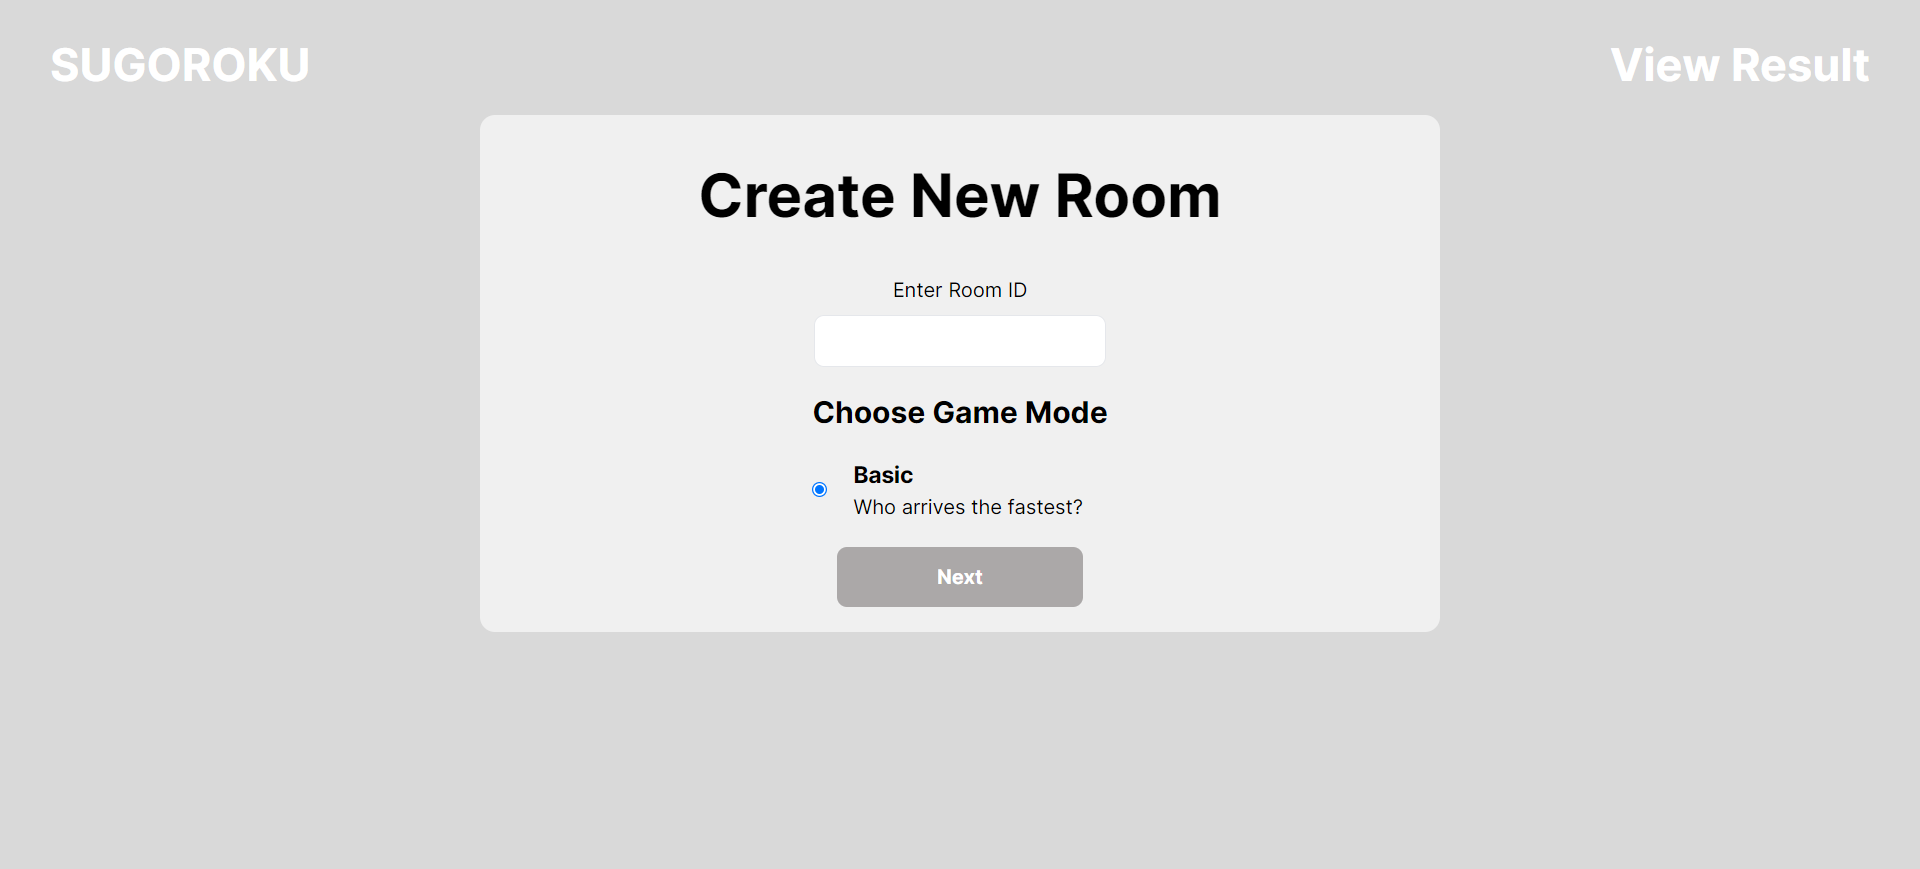 SUGOROKU
View Result
Create New Room
Enter Room ID
Choose Game Mode
Basic
Who arrives the fastest?
Next